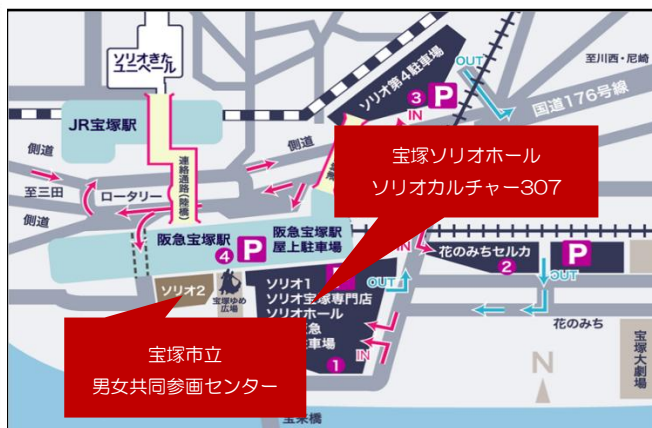 ソリオきた
ユニベール
JR宝塚駅
側道
至三田
側道
ロータリー
連絡通路(陸橋)
側道
OUT
ソリオ第4駐車場
3
P
IN
至川西・尼崎
国道176号線
宝塚ソリオホール
ソリオカルチャー307
阪急宝塚駅
4
P
阪急宝塚駅
屋上駐車場
IN
花のみちセルカ
2
P
OUT
ソリオ2
宝塚ゆめ
広場
ソリオ1
ソリオ宝塚専門店
ソリオホール
急
車場
1
P
OUT
IN
花のみち
宝塚大劇場
N
宝塚市立
男女共同参画センター
宝来橋